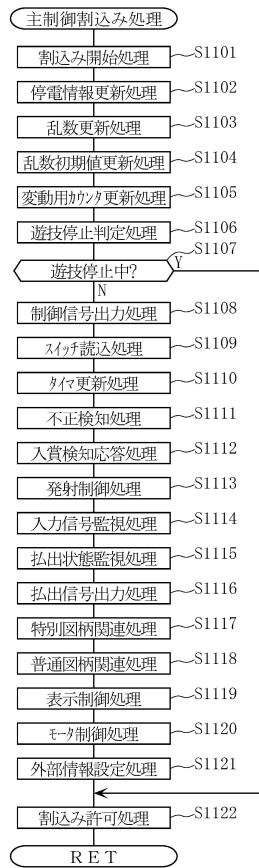 主制御割込み処理
割込み開始処理 S1101
停電情報更新処理 S1102
乱数更新処理 S1103
乱数初期値更新処理 S1104
変動用ｶｳﾝﾀ更新処理 S1105
遊技停止判定処理 S1106
遊技停止中? S1107
Y
N
制御信号出力処理 S1108
ｽｲｯﾁ読込処理 S1109
ﾀｲﾏ更新処理 S1110
不正検知処理 S1111
入賞検知応答処理 S1112
発射制御処理 S1113
入力信号監視処理 S1114
払出状態監視処理 S1115
払出信号出力処理 S1116
特別図柄関連処理 S1117
普通図柄関連処理 S1118
表示制御処理 S1119
ﾓｰﾀ制御処理 S1120
外部情報設定処理 S1121
割込み許可処理 S1122
RET